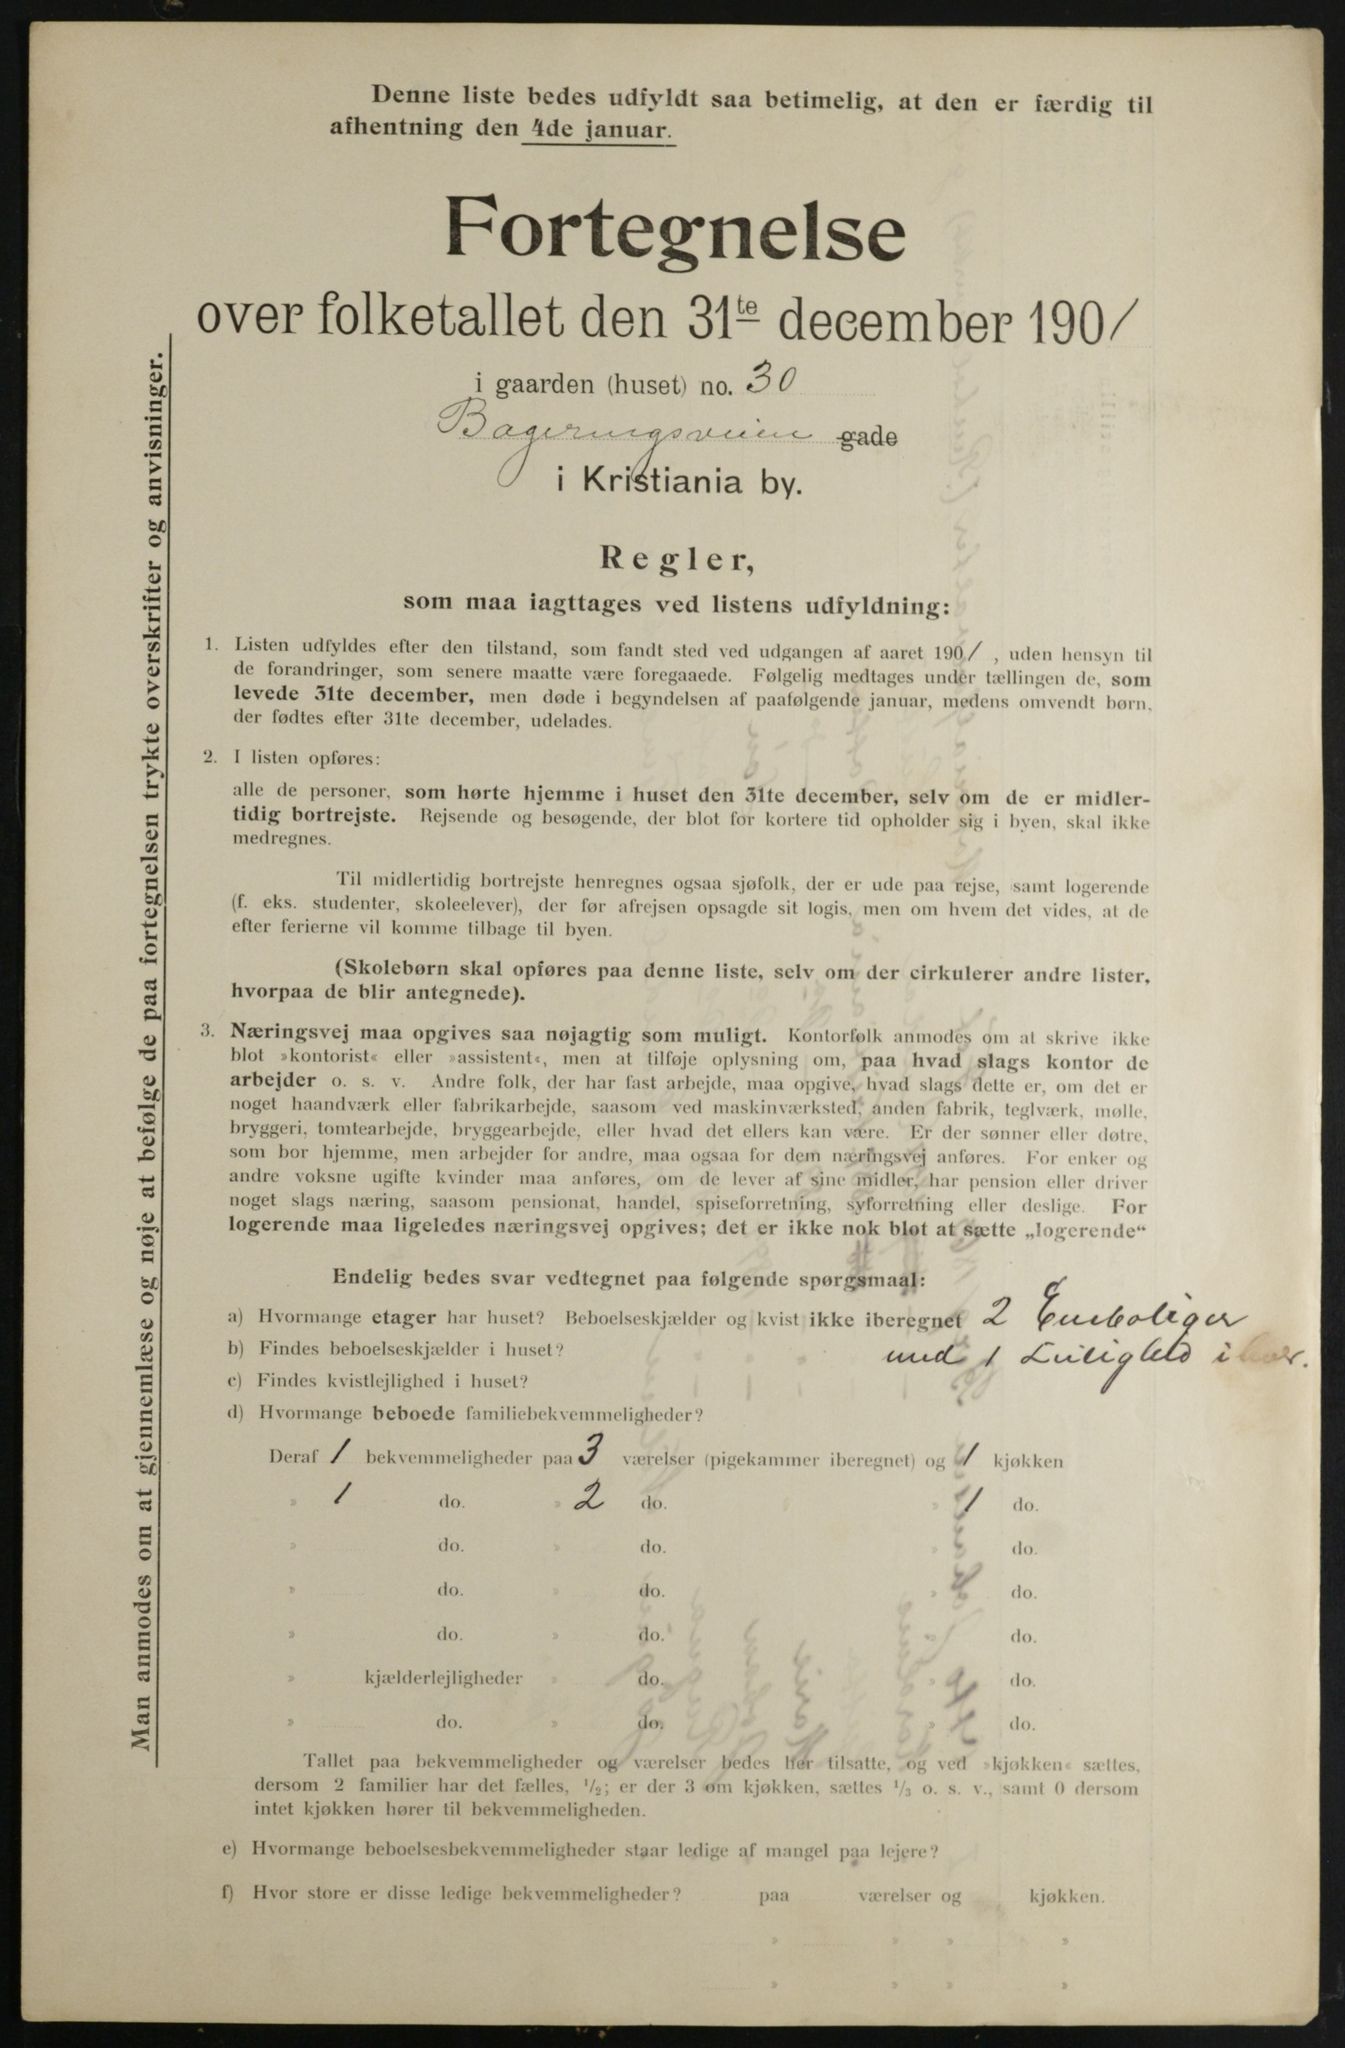 Denne liste bedes udfyldt saa betimelig, at den er færdig til
afhentning den 4de januar.
Fortegnelse
over folketallet den 31te december 1901
i gaarden (huset) no. 30
gade
i Kristiania by.
Regler,
som maa iagttages ved listens udfyldning:
1. Listen udfyldes efter den tilstand, som fandt sted ved udgangen af aaret 1901, uden hensyn til
de forandringer, som senere maatte være foregaaede. Følgelig medtages under tællingen de, som
levede 31te december, men døde i begyndelsen af paafølgende januar, medens omvendt børn,
der fødtes efter 31te december, udelades.
2. I listen opføres:
alle de personer, som hørte hjemme i huset den 31te december, selv om de er midler-
tidig bortrejste. Rejsende og besøgende, der blot for kortere tid opholder sig i byen, skal ikke
medregnes.
Til midlertidig bortrejste henregnes ogsaa sjøfolk, der er ude paa rejse, samt logerende
(f. eks. studenter, skoleelever), der før afrejsen opsagde sit logis, men om hvem det vides, at de
efter ferierne vil komme tilbage til byen.
(Skolebørn skal opføres paa denne liste, selv om der cirkulerer andre lister,
hvorpaa de blir antegnede).
3. Næringsvej maa opgives saa nøjagtig som muligt. Kontorfolk anmodes om at skrive ikke
blot »kontorist« eller »assistent«, men at tilføje oplysning om, paa hvad slags kontor de
arbejder o. s. v. Andre folk, der har fast arbejde, maa opgive, hvad slags dette er, om det er
noget haandværk eller fabrikarbejde, saasom ved maskinværksted, anden fabrik, teglværk, mølle,
bryggeri, tomtearbejde, bryggearbejde, eller hvad det ellers kan være. Er der sønner eller døtre,
som bor hjemme, men arbejder for andre, maa ogsaa for dem næringsvej anføres. For enker og
andre voksne ugifte kvinder maa anføres, om de lever af sine midler, har pension eller driver
noget slags næring, saasom pensionat, handel, spiseforretning, syforretning eller deslige. For
logerende maa ligeledes næringsvej opgives; det er ikke nok blot at sætte „logerende“
Endelig bedes svar vedtegnet paa følgende spørgsmaal:
a) Hvormange etager har huset? Beboelseskjælder og kvist ikke iberegnet 2 Eneboliger
b) Findes beboelseskjælder i huset? med 1 Leilighed i hver.
c) Findes kvistlejlighed i huset?
d) Hvormange beboede familiebekvemmeligheder?
Deraf 1 bekvemmeligheder paa 3 værelser (pigekammer iberegnet) og 1 kjøkken
» 1 do. » 2 do. » 1 do.
» do. » do. » do.
» do. » do. » do.
» do. » do. do.
» kjælderlejligheder » do. » do.
» do. » do. » do.
Tallet paa bekvemmeligheder og værelser bedes her tilsatte, og ved »kjøkken« sættes,
dersom 2 familier har det fælles, 1/2; er der 3 om kjøkken, sættes 1/3 o. s. v., samt 0 dersom
intet kjøkken hører til bekvemmeligheden.
e) Hvormange beboelsesbekvemmeligheder staar ledige af mangel paa lejere?
f) Hvor store er disse ledige bekvemmeligheder? paa værelser og kjøkken.
» » »
» » »
Man anmodes om at gjennemlæse og nøje at befølge de paa fortegnelsen trykte overskrifter og anvisninger.